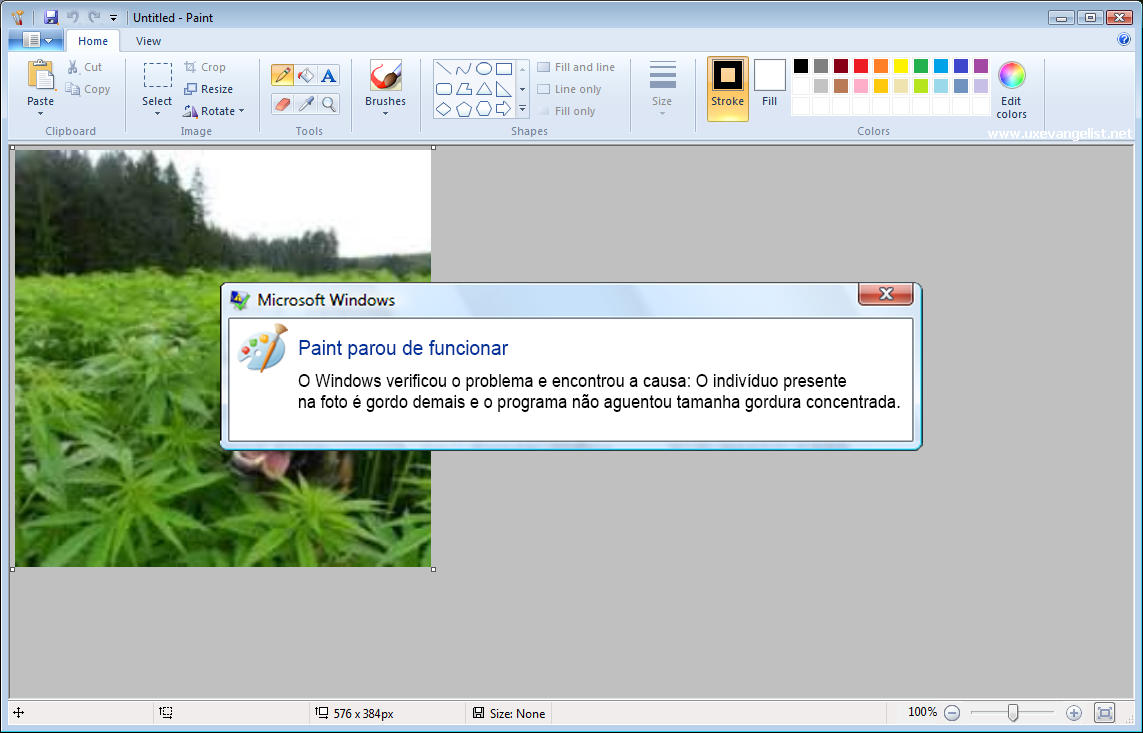 Untitled - Paint
Home
View
Paste
Cut
Copy
Clipboard
Select
Crop
Resize
Rotate
Image
A
Tools
Brushes
Fill and line
Line only
Fill only
Shapes
Size
Stroke
Fill
Edit
colors
Colors
www.uxevangelist.net
Microsoft Windows
Paint parou de funcionar
O Windows verificou o problema e encontrou a causa: O indivíduo presente
na foto é gordo demais e o programa não aguentou tamanha gordura concentrada.
576 x 384px
Size: None
100%